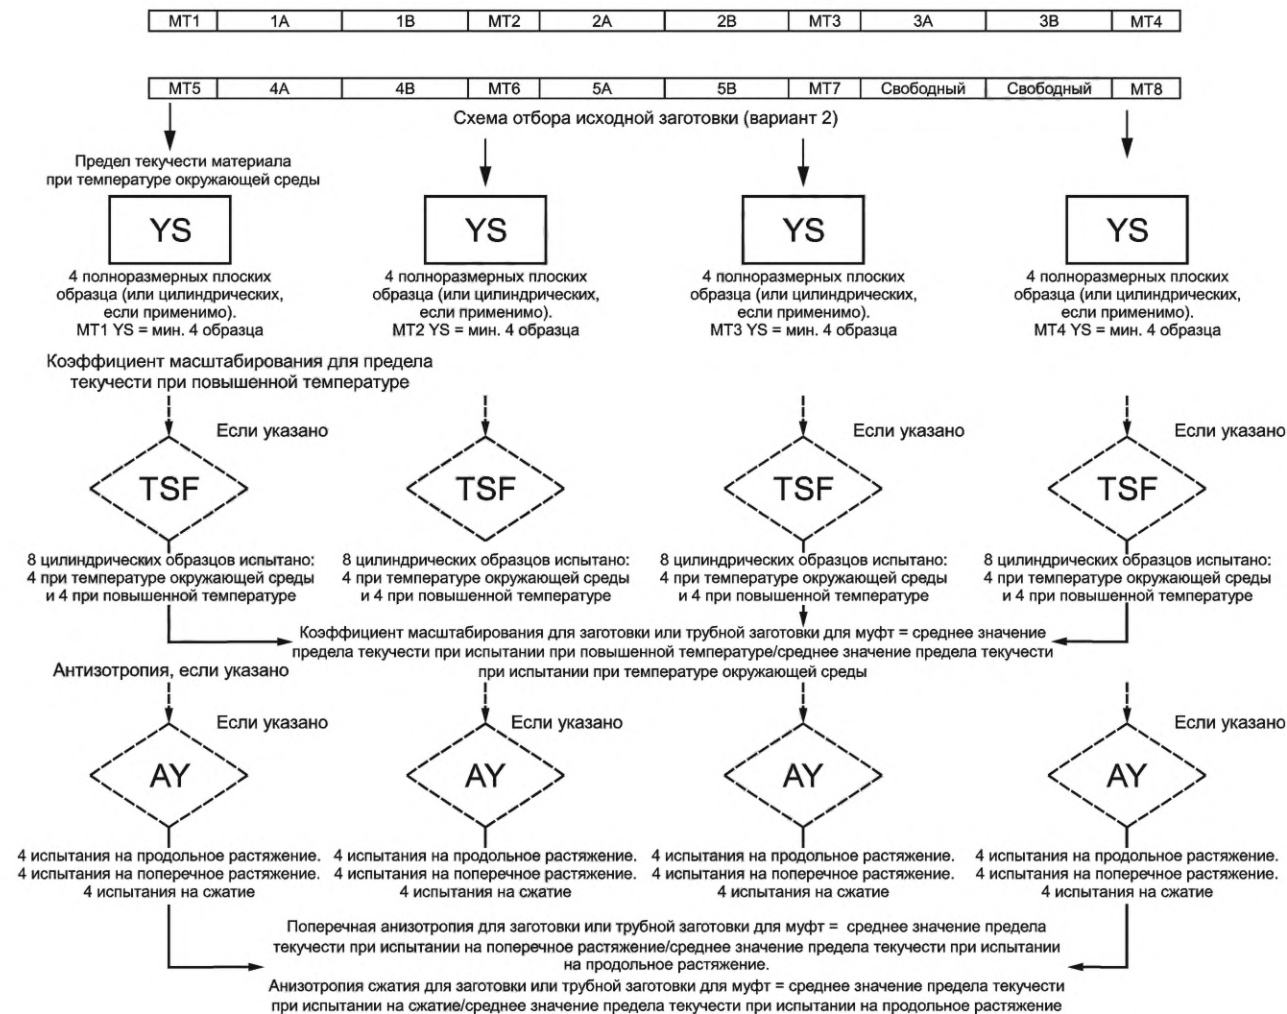 MT1 1A 1B MT2 2A 2B MT3 3A 3B MT4
MT5 4A 4B MT6 5A 5B MT7 Свободный Свободный MT8
Схема отбора исходной заготовки (вариант 2)
Предел текучести материала
при температуре окружающей среды
YS YS YS YS
4 полноразмерных плоских
образца (или цилиндрических,
если применимо).
MT1 YS = мин. 4 образца
4 полноразмерных плоских
образца (или цилиндрических,
если применимо).
MT2 YS = мин. 4 образца
4 полноразмерных плоских
образца (или цилиндрических,
если применимо).
MT3 YS = мин. 4 образца
4 полноразмерных плоских
образца (или цилиндрических,
если применимо).
MT4 YS = мин. 4 образца
Коэффициент масштабирования для предела
текучести при повышенной температуре
Если указано Если указано Если указано
TSF TSF TSF TSF
8 цилиндрических образцов испытано:
4 при температуре окружающей среды
и 4 при повышенной температуре
8 цилиндрических образцов испытано:
4 при температуре окружающей среды
и 4 при повышенной температуре
8 цилиндрических образцов испытано:
4 при температуре окружающей среды
и 4 при повышенной температуре
8 цилиндрических образцов испытано:
4 при температуре окружающей среды
и 4 при повышенной температуре
Коэффициент масштабирования для заготовки или трубной заготовки для муфт = среднее значение
предела текучести при испытании при повышенной температуре/среднее значение предела текучести
при испытании при температуре окружающей среды
Антизотропия, если указано
Если указано Если указано Если указано Если указано
AY AY AY AY
4 испытания на продольное растяжение.
4 испытания на поперечное растяжение.
4 испытания на сжатие
4 испытания на продольное растяжение.
4 испытания на поперечное растяжение.
4 испытания на сжатие
4 испытания на продольное растяжение.
4 испытания на поперечное растяжение.
4 испытания на сжатие
4 испытания на продольное растяжение.
4 испытания на поперечное растяжение.
4 испытания на сжатие
Поперечная анизотропия для заготовки или трубной заготовки для муфт = среднее значение предела
текучести при испытании на поперечное растяжение/среднее значение предела текучести при испытании
на продольное растяжение.
Анизотропия сжатия для заготовки или трубной заготовки для муфт = среднее значение предела текучести
при испытании на сжатие/среднее значение предела текучести при испытании на продольное растяжение